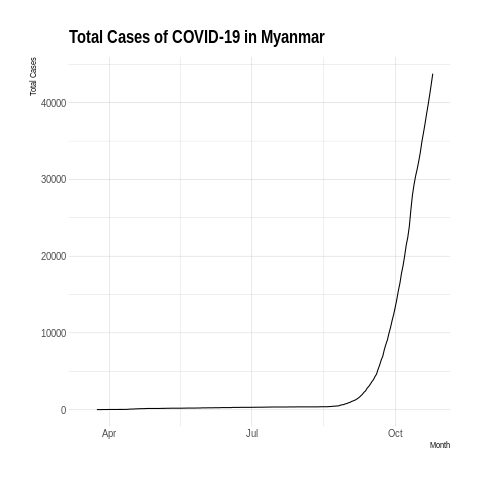 Total Cases of COVID-19 in Myanmar
Total Cases
40000
30000
20000
10000
0
Apr Jul Oct
Month